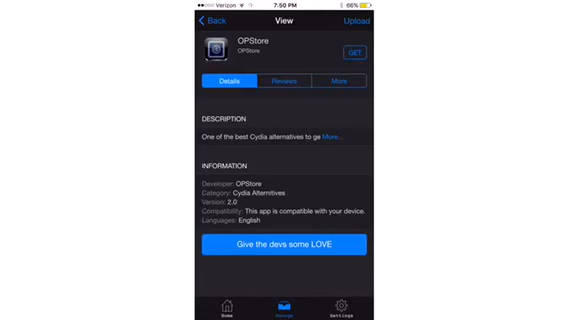 Verizon 7:50 PM 66%
Back View Upload
OPStore
OPStore
GET
Details Reviews More
DESCRIPTION
One of the best Cydia alternatives to ge More...
INFORMATION
Developer: OPStore
Category: Cydia Alternitives
Version: 2.0
Compatibility: This app is compatible with your device.
Languages: English
Give the devs some LOVE
Home Manage Settings